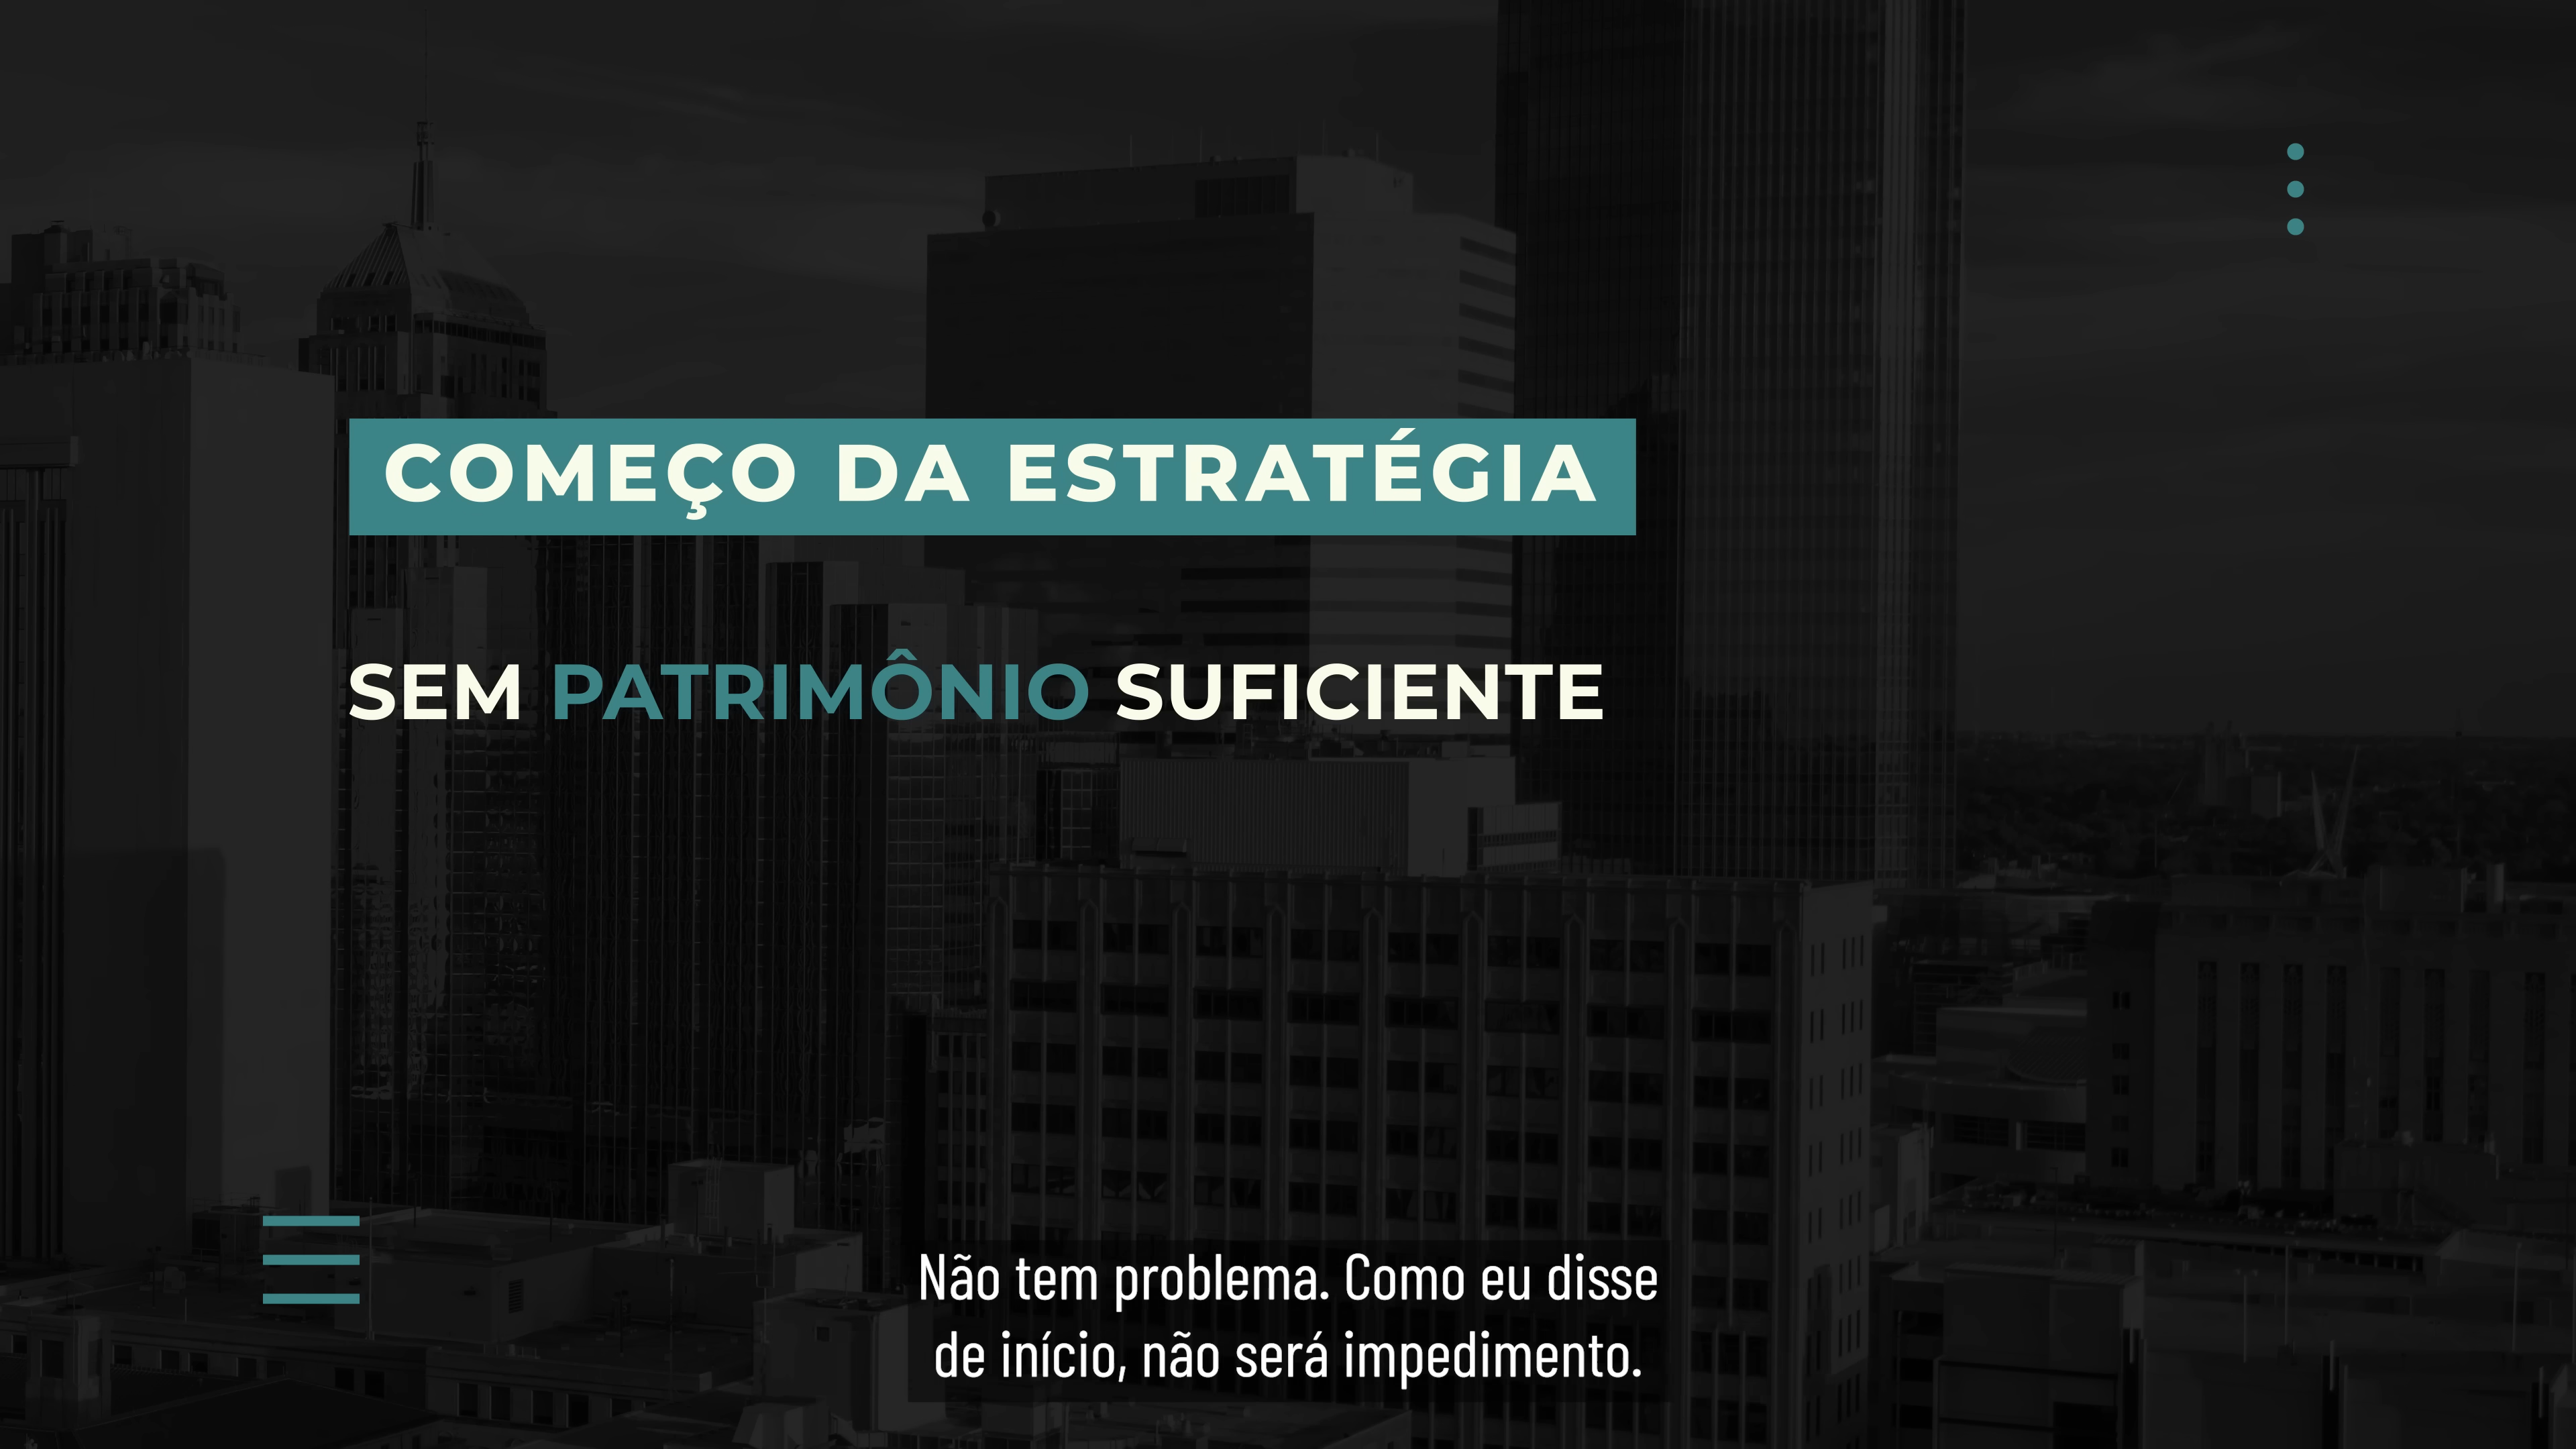 COMEÇO DA ESTRATÉGIA
SEM PATRIMÔNIO SUFICIENTE
Não tem problema. Como eu disse
de início, não será impedimento.